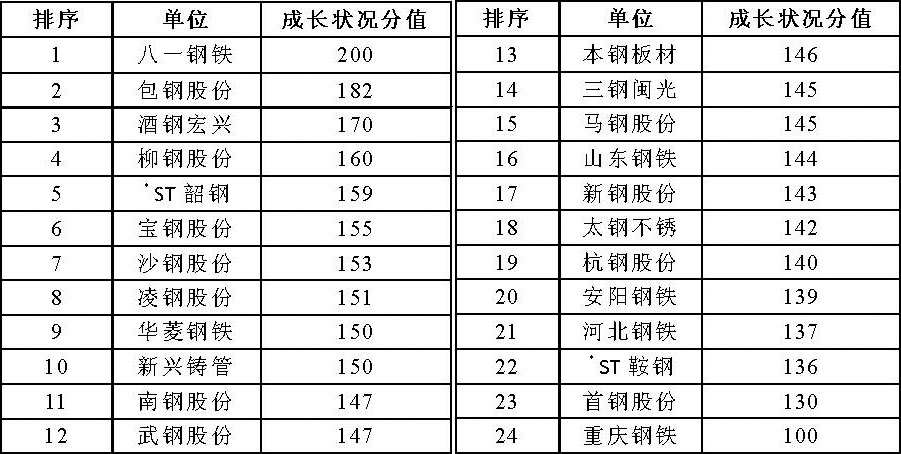 排序 单位 成长状况分值 排序 单位 成长状况分值
1 八一钢铁 200 13 本钢板材 146
2 包钢股份 182 14 三钢闽光 145
3 酒钢宏兴 170 15 马钢股份 145
4 柳钢股份 160 16 山东钢铁 144
5 *ST韶钢 159 17 新钢股份 143
6 宝钢股份 155 18 太钢不锈 142
7 沙钢股份 153 19 杭钢股份 140
8 凌钢股份 151 20 安阳钢铁 139
9 华菱钢铁 150 21 河北钢铁 137
10 新兴铸管 150 22 *ST鞍钢 136
11 南钢股份 147 23 首钢股份 130
12 武钢股份 147 24 重庆钢铁 100